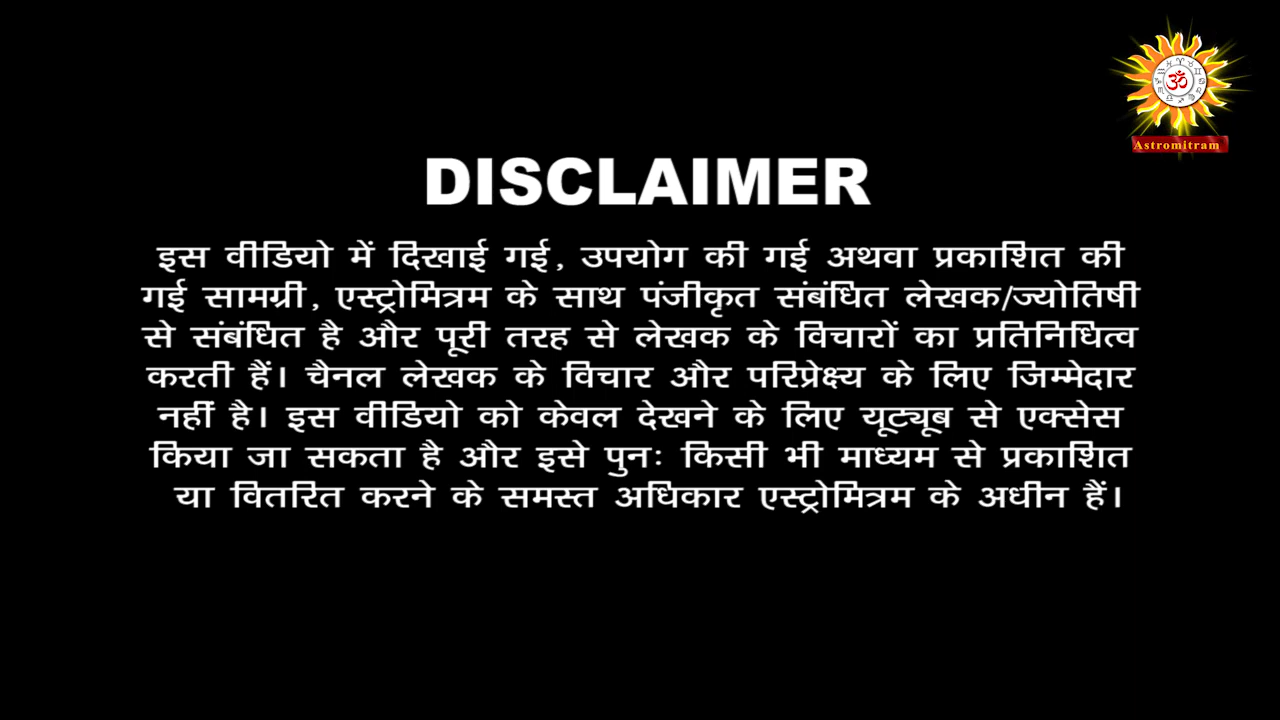 Astromitram
DISCLAIMER
इस वीडियो में दिखाई गई, उपयोग की गई अथवा प्रकाशित की
गई सामग्री, एस्ट्रोमित्रम के साथ पंजीकृत संबंधित लेखक/ज्योतिषी
से संबंधित है और पूरी तरह से लेखक के विचारों का प्रतिनिधित्व
करती हैं। चैनल लेखक के विचार और परिप्रेक्ष्य के लिए जिम्मेदार
नहीं है। इस वीडियो को केवल देखने के लिए यूट्यूब से एक्सेस
किया जा सकता है और इसे पुनः किसी भी माध्यम से प्रकाशित
या वितरित करने के समस्त अधिकार एस्ट्रोमित्रम के अधीन हैं।
ॐ